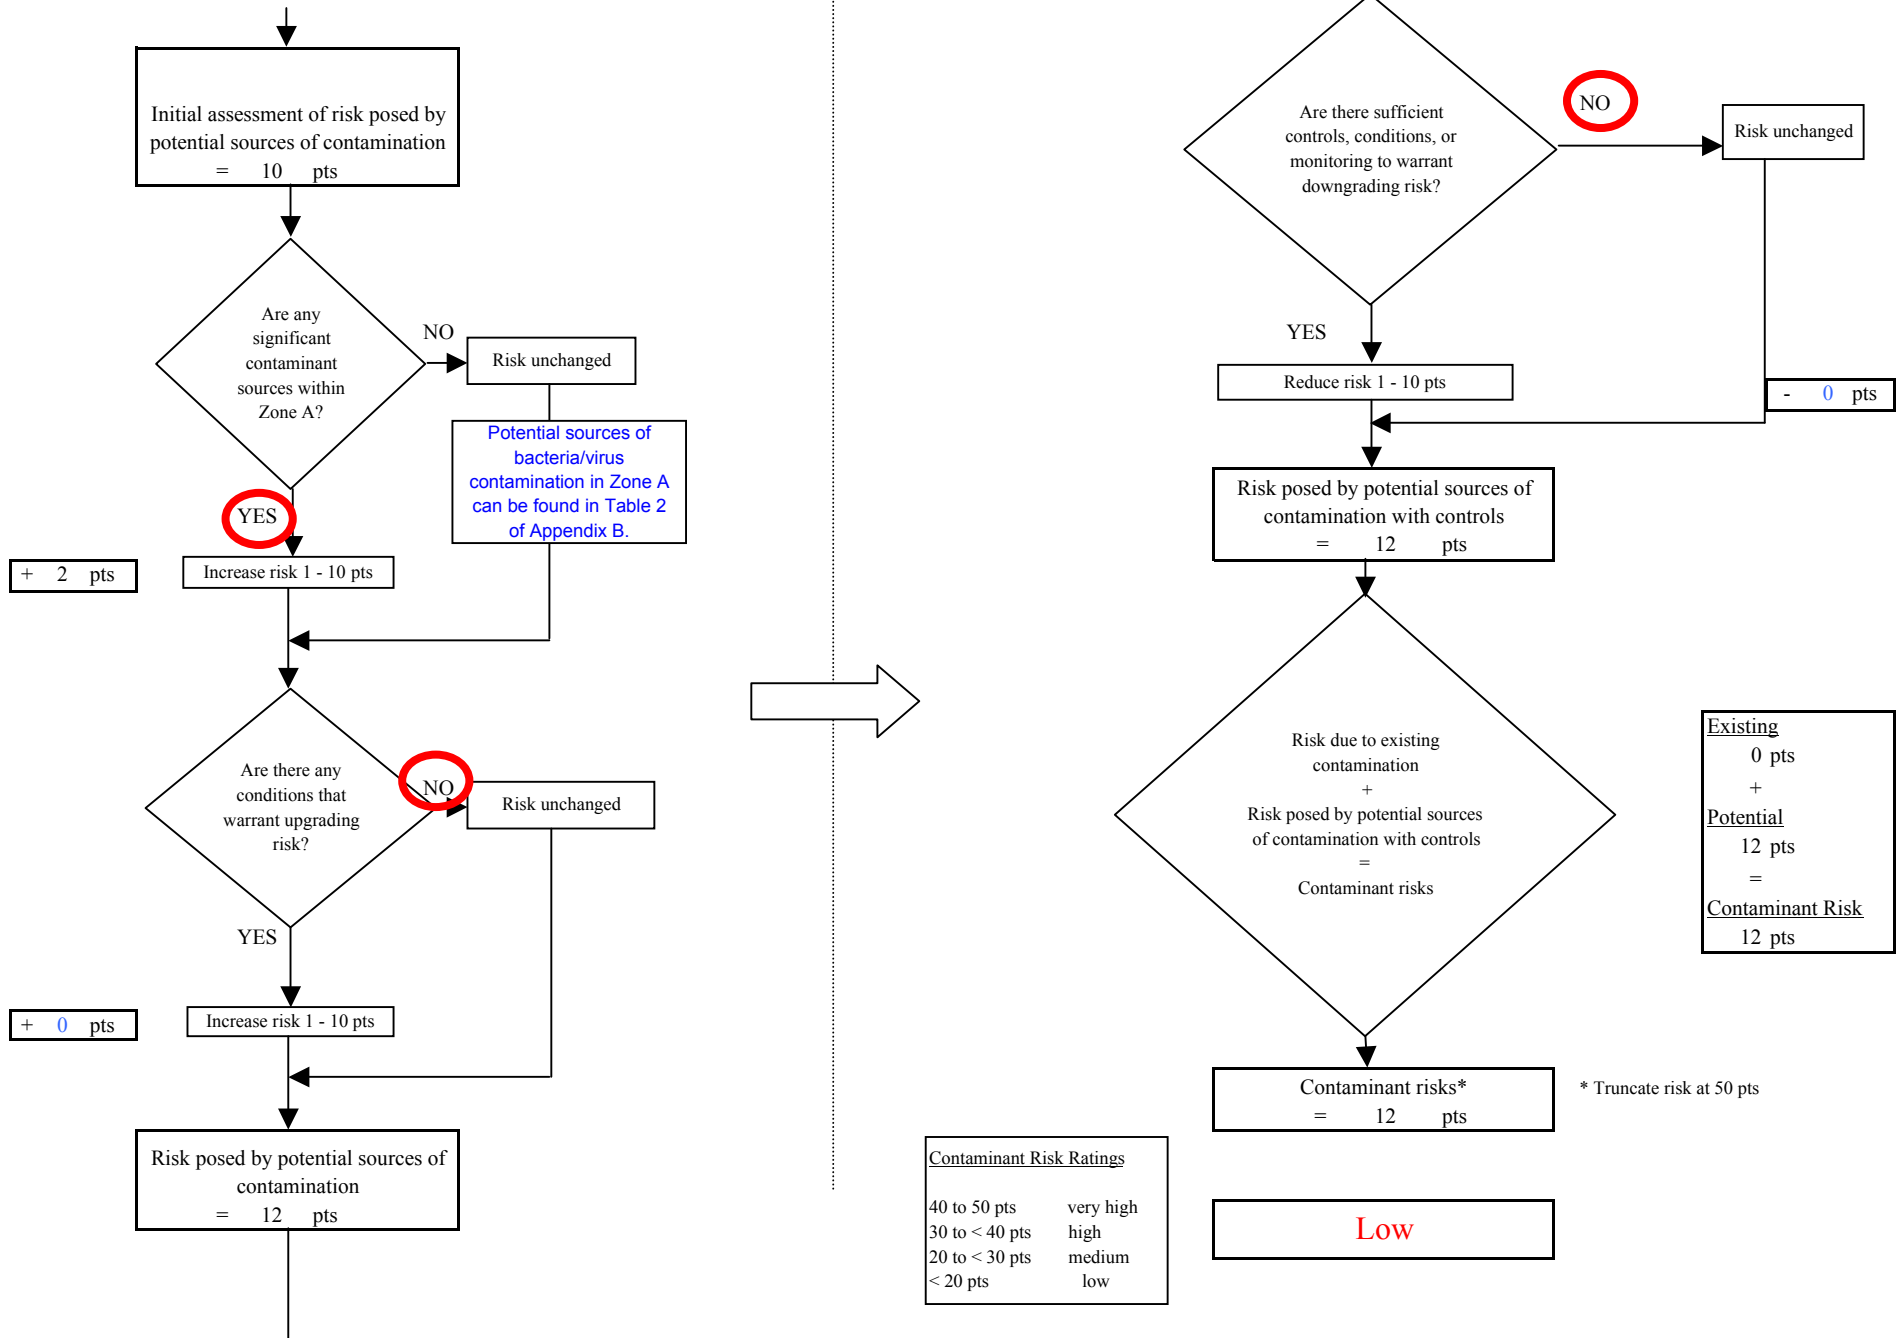 Initial assessment of risk posed by
potential sources of contamination
= 10 pts
Are any
significant
contaminant
sources within
Zone A?
NO
Risk unchanged
Potential sources of
bacteria/virus
contamination in Zone A
can be found in Table 2
of Appendix B.
YES
+ 2 pts
Increase risk 1 - 10 pts
Are there any
conditions that
warrant upgrading
risk?
NO
Risk unchanged
YES
+ 0 pts
Increase risk 1 - 10 pts
Risk posed by potential sources of
contamination
= 12 pts
Are there sufficient
controls, conditions, or
monitoring to warrant
downgrading risk?
NO
Risk unchanged
YES
Reduce risk 1 - 10 pts
- 0 pts
Risk posed by potential sources of
contamination with controls
= 12 pts
Risk due to existing
contamination
+
Risk posed by potential sources
of contamination with controls
=
Contaminant risks
Existing
0 pts
+
Potential
12 pts
=
Contaminant Risk
12 pts
Contaminant risks*
= 12 pts
* Truncate risk at 50 pts
Contaminant Risk Ratings
40 to 50 pts very high
30 to < 40 pts high
20 to < 30 pts medium
< 20 pts low
Low